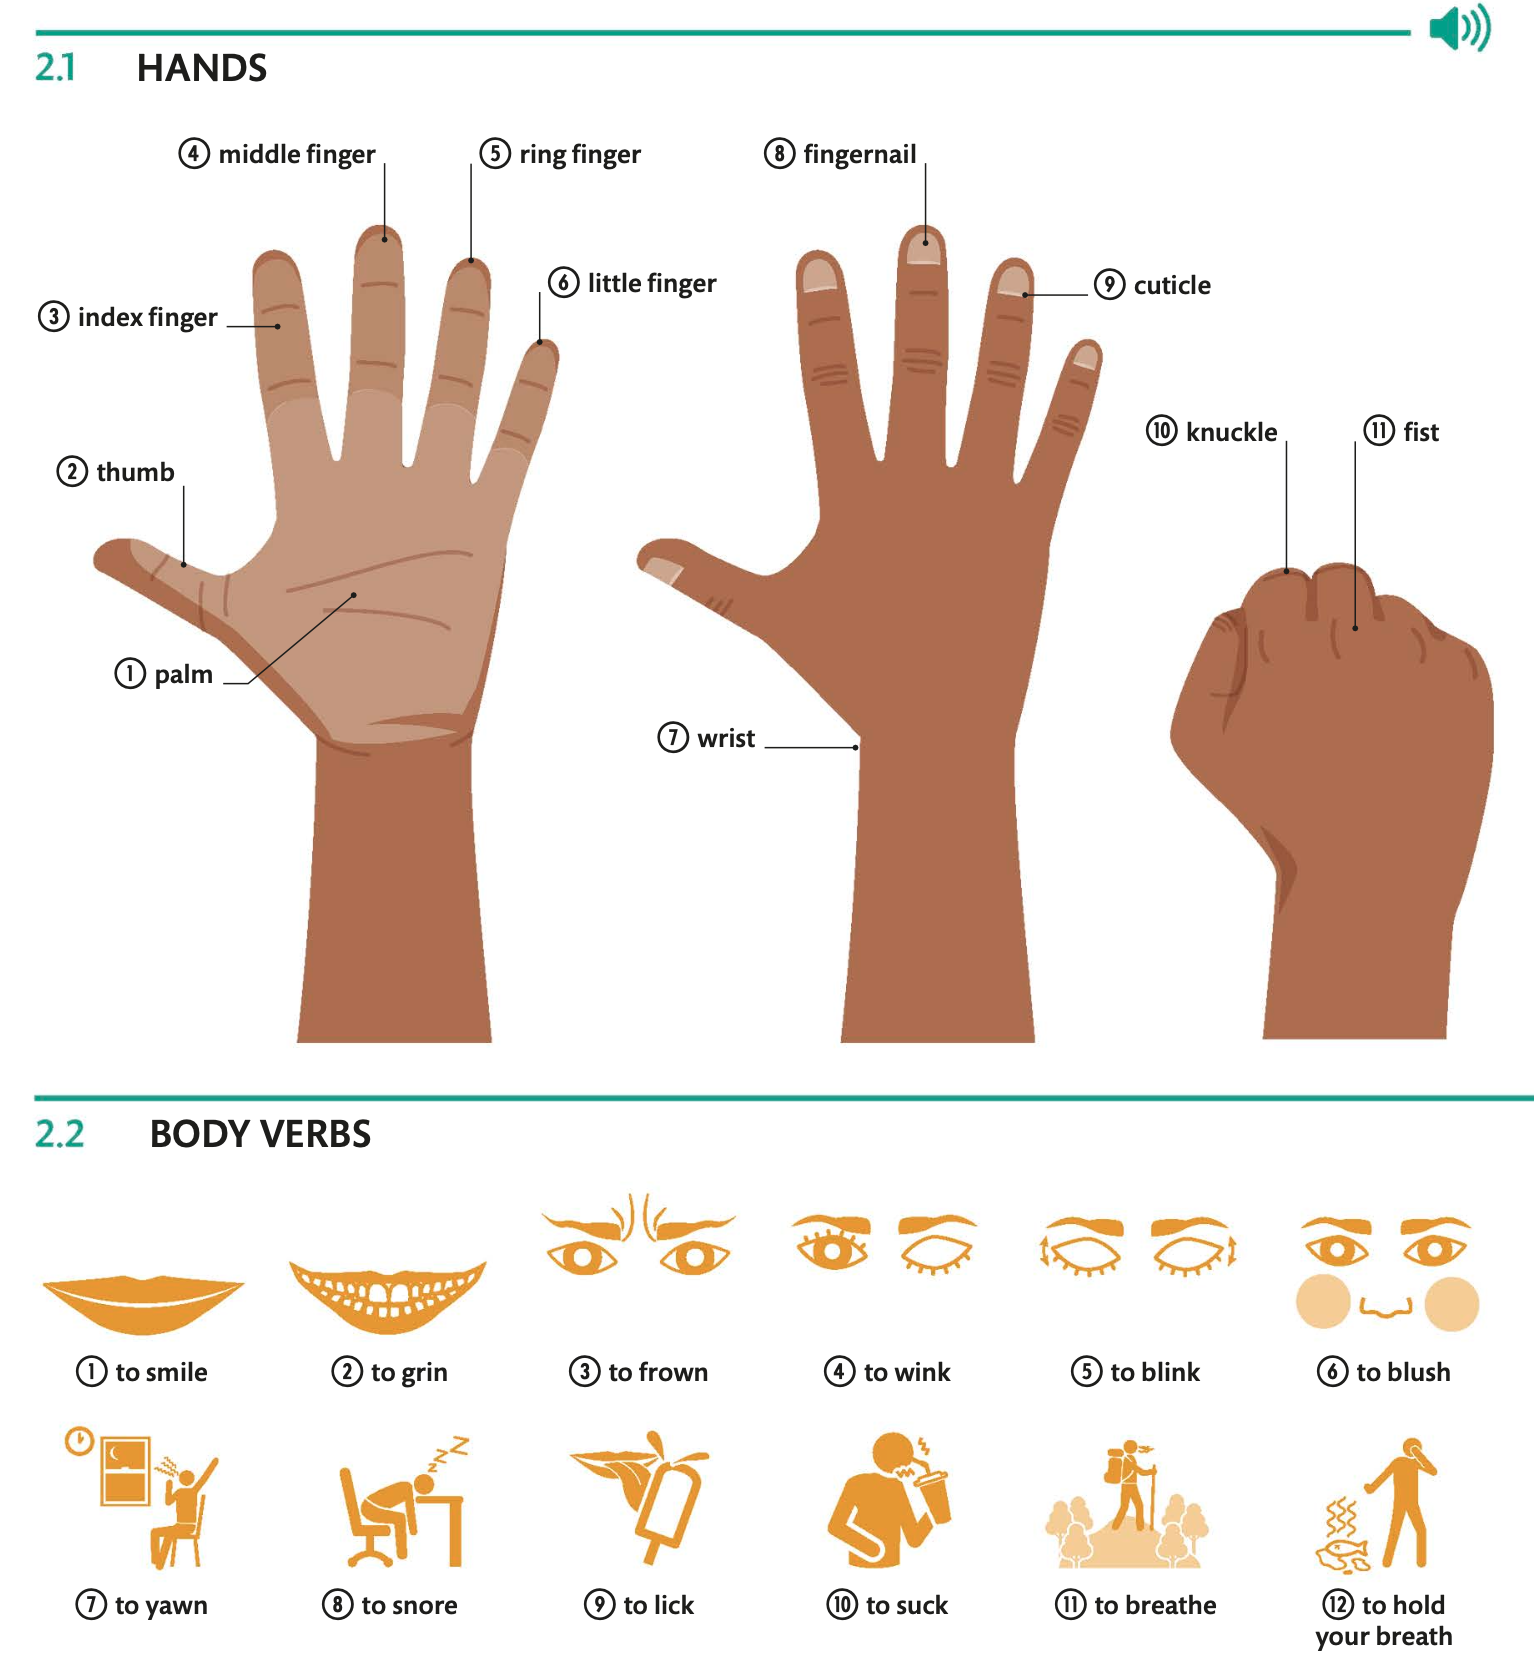 2.1 HANDS
④ middle finger
⑤ ring finger
⑧ fingernail
⑥ little finger
⑨ cuticle
③ index finger
⑩ knuckle
⑪ fist
② thumb
① palm
⑦ wrist
2.2 BODY VERBS
① to smile
② to grin
③ to frown
④ to wink
⑤ to blink
⑥ to blush
z z Z Z
⑦ to yawn
⑧ to snore
⑨ to lick
⑩ to suck
⑪ to breathe
⑫ to hold
your breath